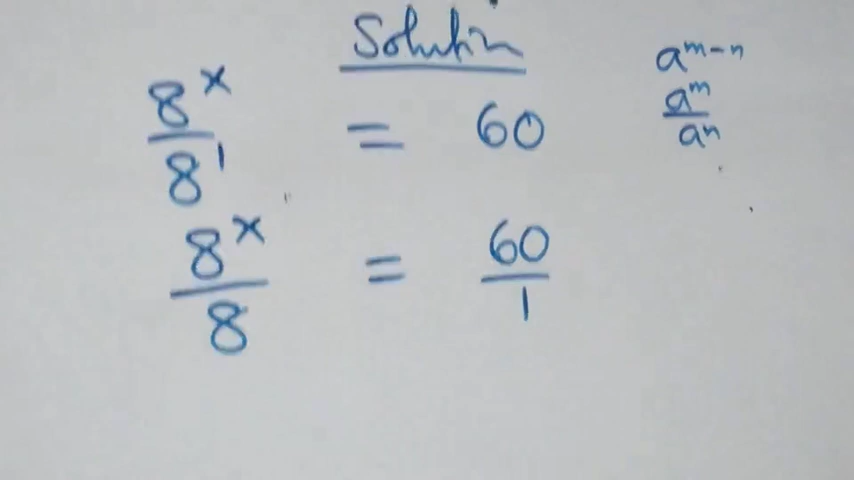 Solution
8^x/8^1 = 60
a^{m-n}
a^m/a^n
8^x/8 = 60/1